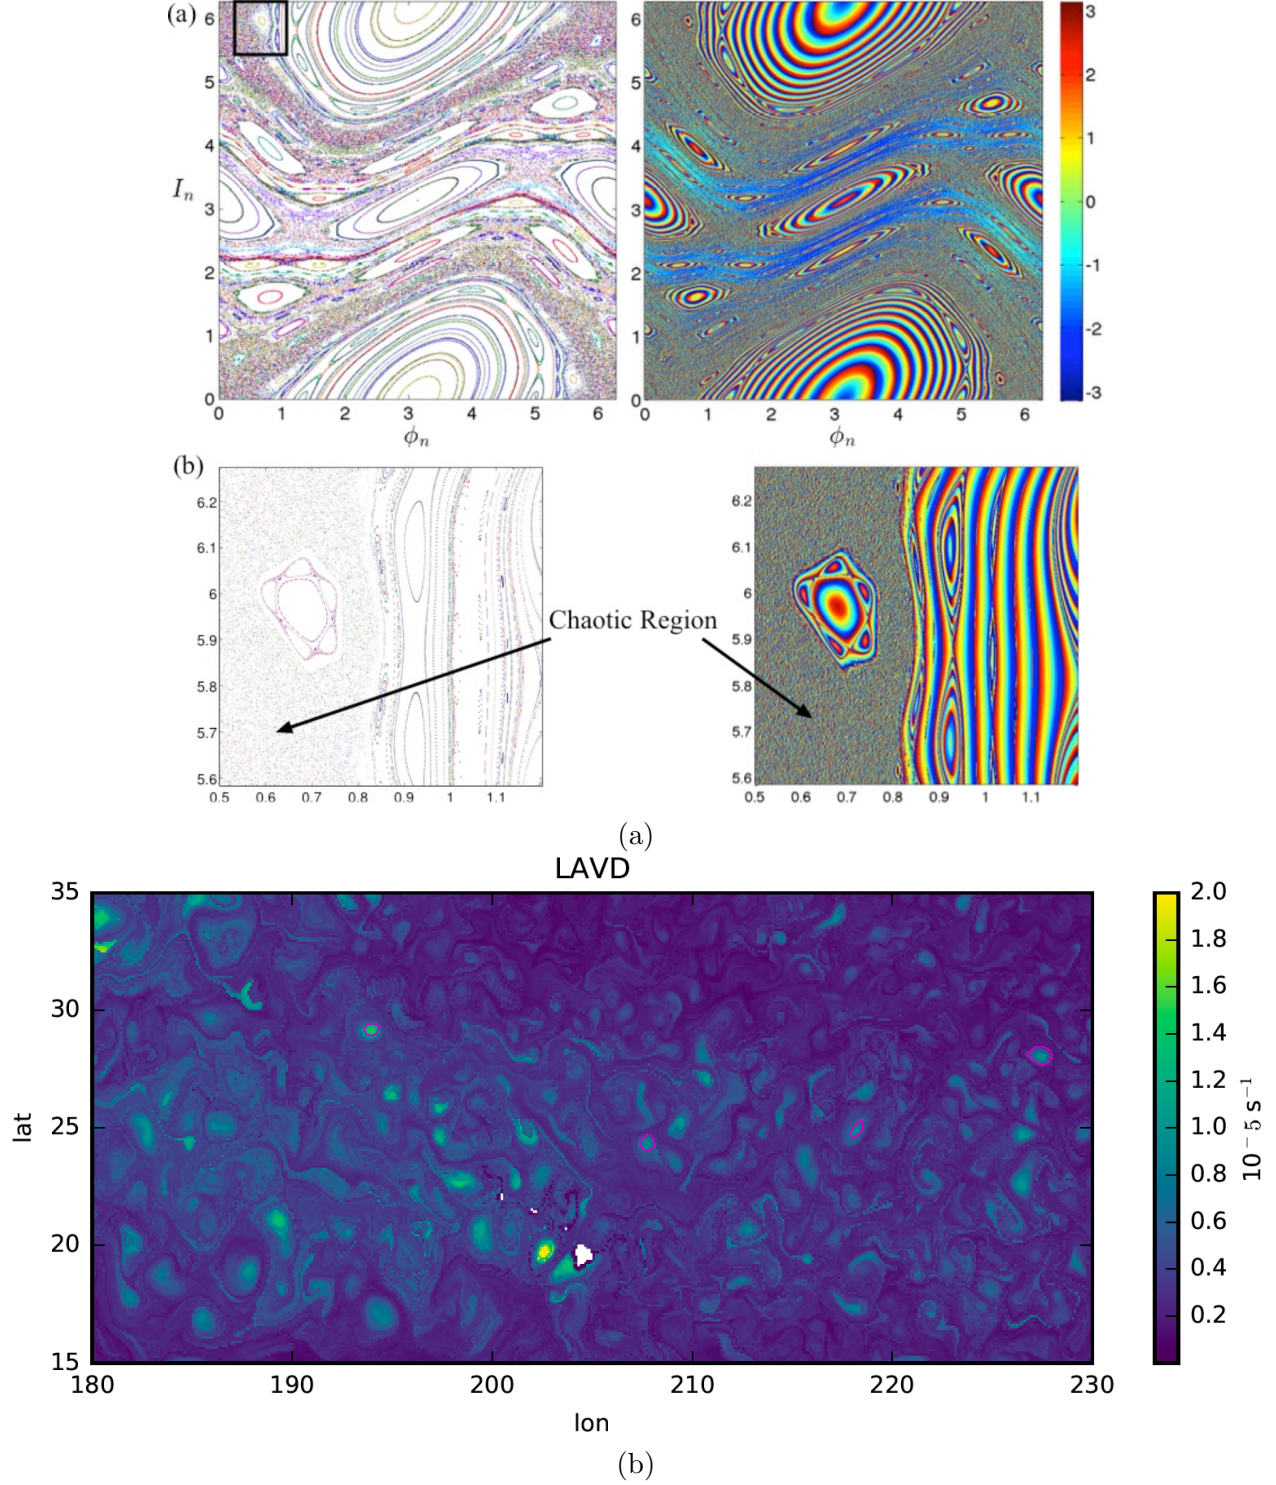 (a)
6
5
4
I_n
3
2
1
0
0 1 2 3 4 5 6
ϕ_n
6
5
4
3
2
1
0
0 1 2 3 4 5 6
ϕ_n
3
2
1
0
-1
-2
-3
(b)
6.2
6.1
6
5.9
5.8
5.7
5.6
0.5 0.6 0.7 0.8 0.9 1 1.1
Chaotic Region
6.2
6.1
6
5.9
5.8
5.7
5.6
0.5 0.6 0.7 0.8 0.9 1 1.1
(a)
LAVD
35
30
25
20
15
lat
180 190 200 210 220 230
lon
2.0
1.8
1.6
1.4
1.2
1.0
0.8
0.6
0.4
0.2
10⁻⁵ s⁻¹
(b)